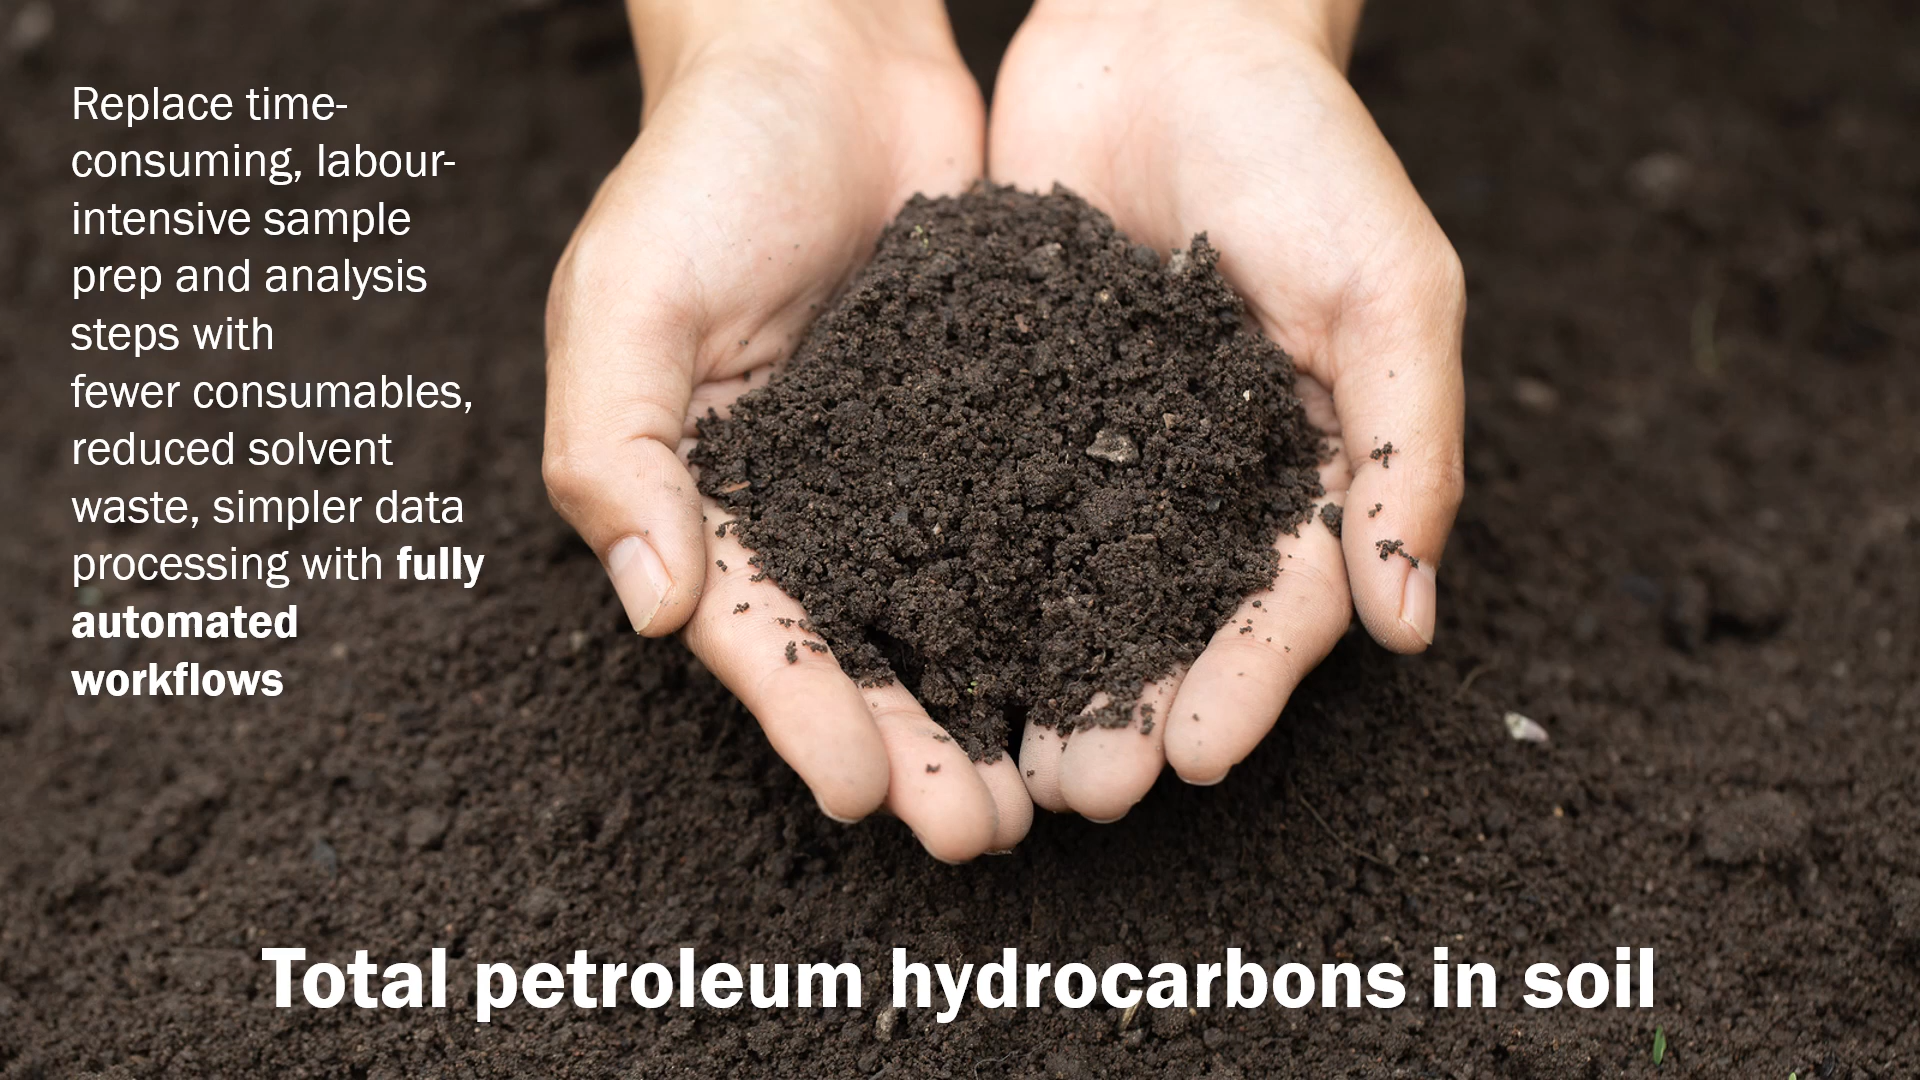 Replace time-
consuming, labour-
intensive sample
prep and analysis
steps with
fewer consumables,
reduced solvent
waste, simpler data
processing with fully
automated
workflows
Total petroleum hydrocarbons in soil